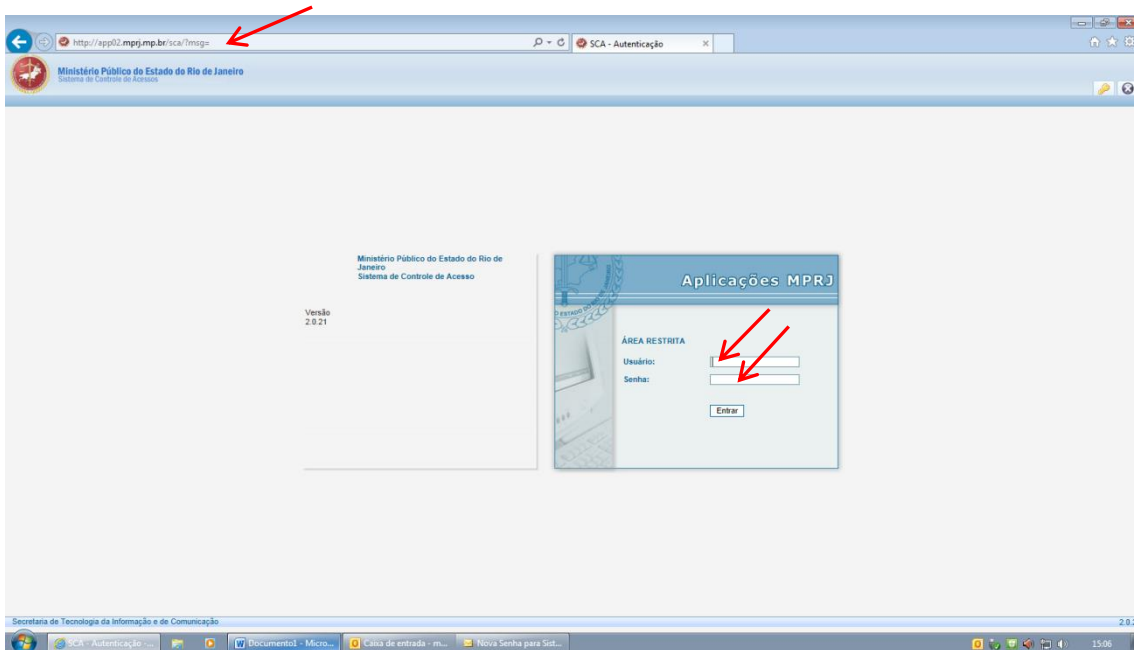 http://app02.mprj.mp.br/sca/?msg=
SCA - Autenticação
Ministério Público do Estado do Rio de Janeiro
Sistema de Controle de Acessos
Ministério Público do Estado do Rio de
Janeiro
Sistema de Controle de Acesso
Versão
2.0.21
Aplicações MPRJ
ÁREA RESTRITA
Usuário:
Senha:
Entrar
Secretaria de Tecnologia da Informação e de Comunicação
2.0.2
SCA - Autenticação -...
Documento1 - Micro...
Caixa de entrada - m...
Nova Senha para Sist...
15:06